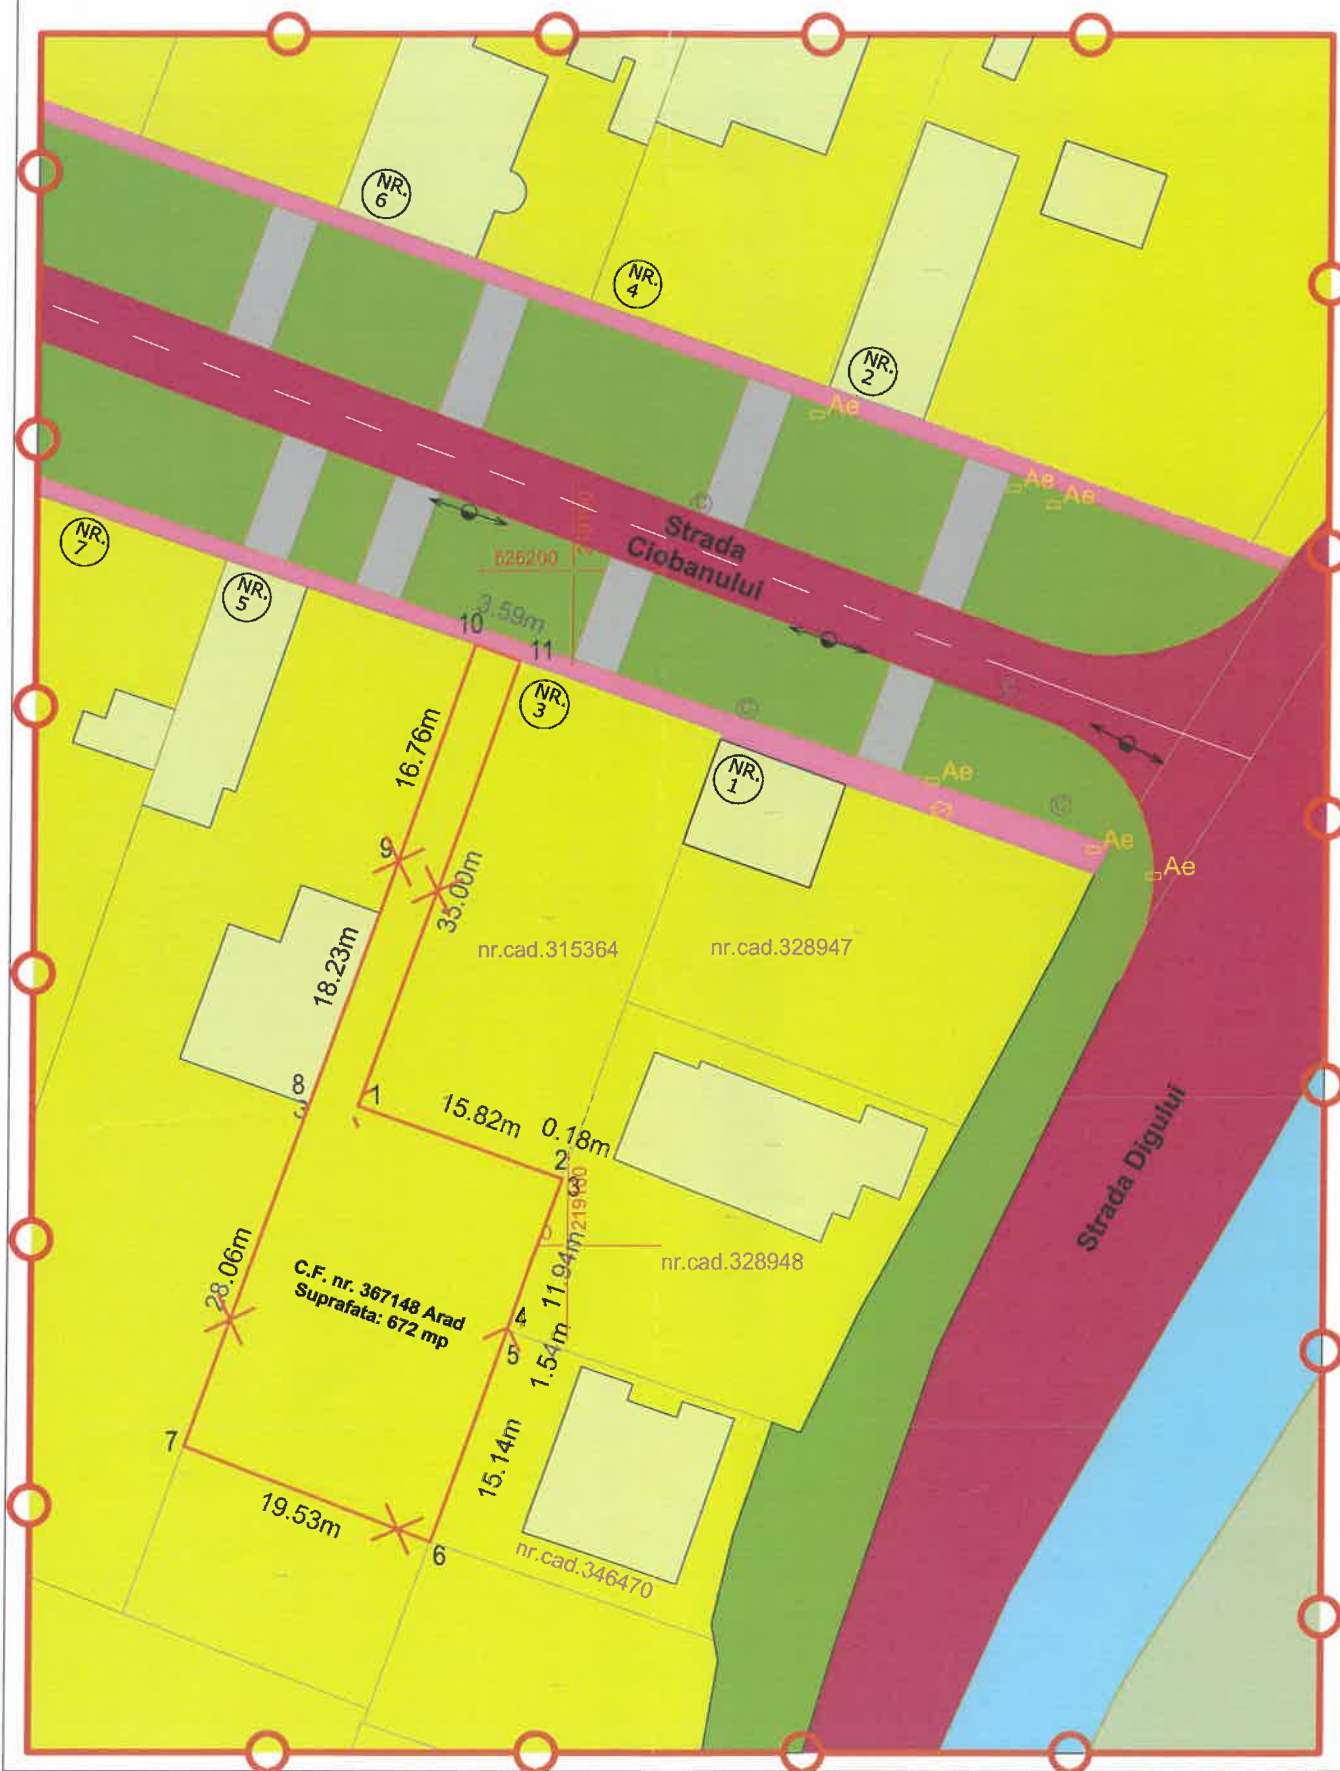 NR.
6
NR.
4
NR.
2
Ae
Ae
Ae
NR.
7
NR.
5
Strada
Ciobanului
626200
3.59m
10
11
NR.
3
NR.
1
Ae
Ae
Ae
16.76m
9
35.00m
nr.cad.315364
nr.cad.328947
18.23m
8
1
15.82m
0.18m
2
3
219100
Strada Digului
11.94m
nr.cad.328948
28.06m
C.F. nr. 367148 Arad
Suprafata: 672 mp
4
5
1.54m
7
15.14m
19.53m
6
nr.cad.346470